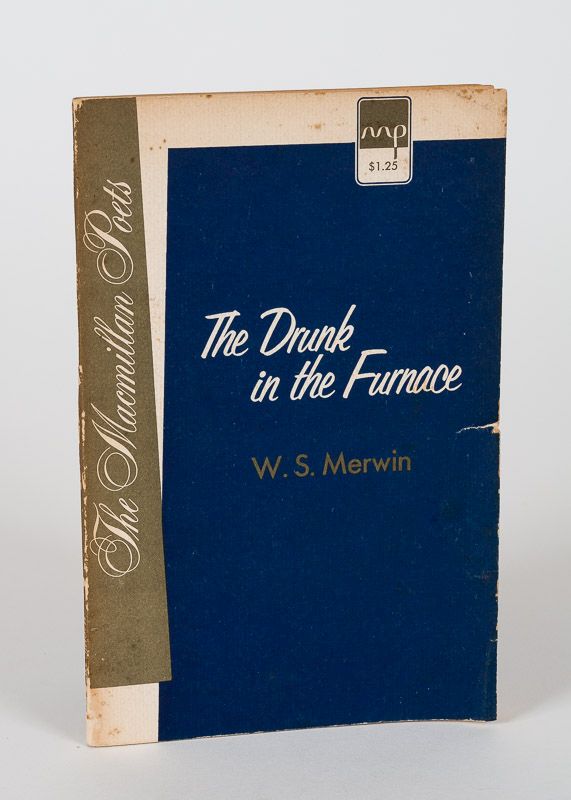 The Macmillan Poets
mp
$1.25
The Drunk
in the Furnace
W. S. Merwin